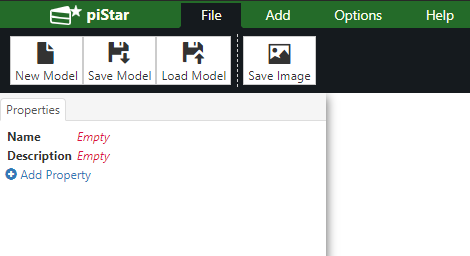 piStar File Add Options Help
New Model Save Model Load Model Save Image
Properties
Name Empty
Description Empty
Add Property